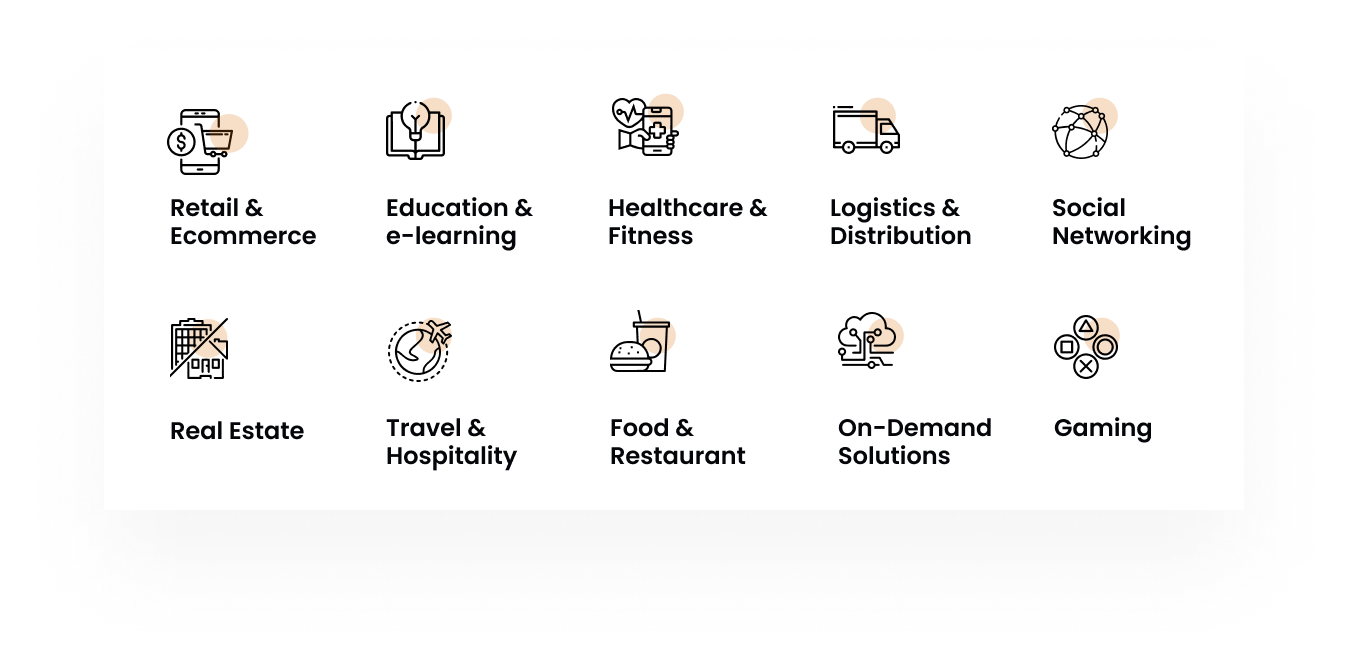 Retail &
Ecommerce
Education &
e-learning
Healthcare &
Fitness
Logistics &
Distribution
Social
Networking
Real Estate
Travel &
Hospitality
Food &
Restaurant
On-Demand
Solutions
Gaming